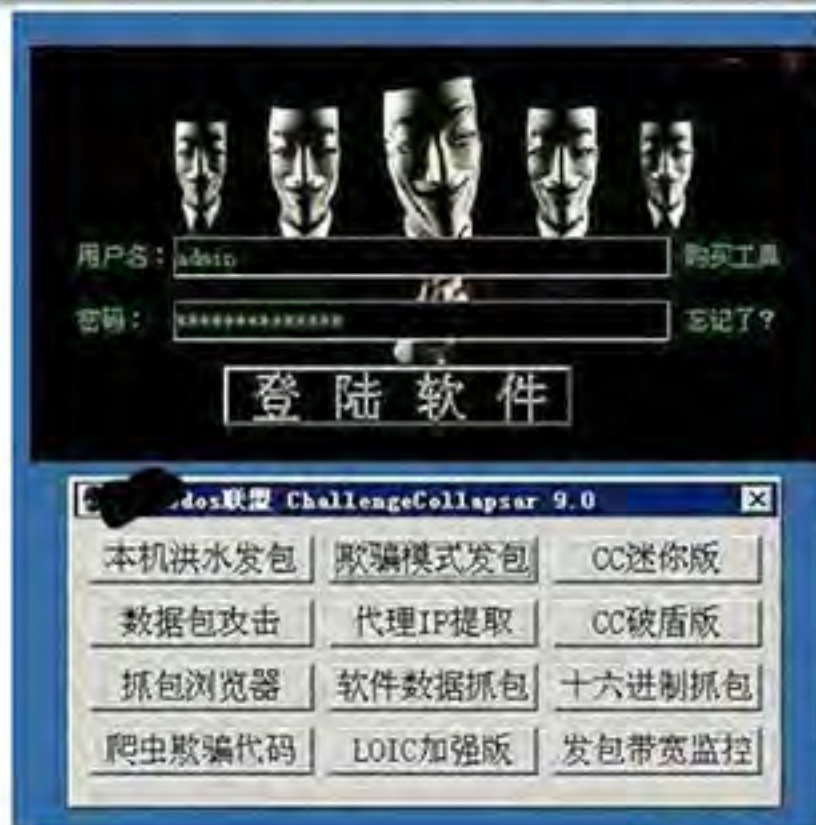 用户名：admin 购买工具
密码：************** 忘记了？
登陆软件
dos联盟 ChallengeCollapsar 9.0
本机洪水发包 欺骗模式发包 CC迷你版
数据包攻击 代理IP提取 CC破盾版
抓包浏览器 软件数据抓包 十六进制抓包
爬虫欺骗代码 LOIC加强版 发包带宽监控